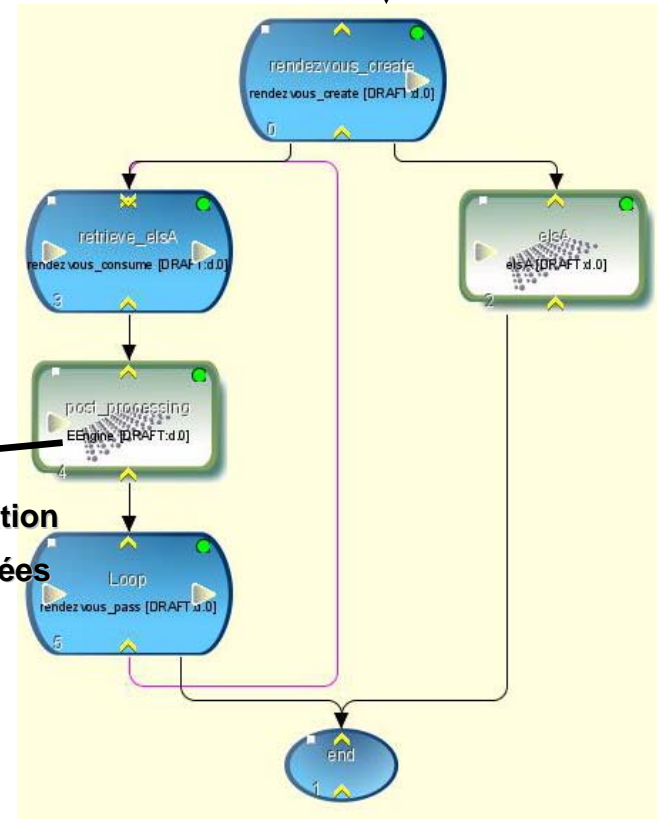 rendezvous_create
rendezvous_create [DRAFT:d.0]
0
retrieve_elsA
rendezvous_consume [DRAFT:d.0]
3
elsA
elsA [DRAFT:d.0]
2
post_processing
EEngine [DRAFT:d.0]
4
tion
ées
Loop
rendezvous_pass [DRAFT:d.0]
5
end
1